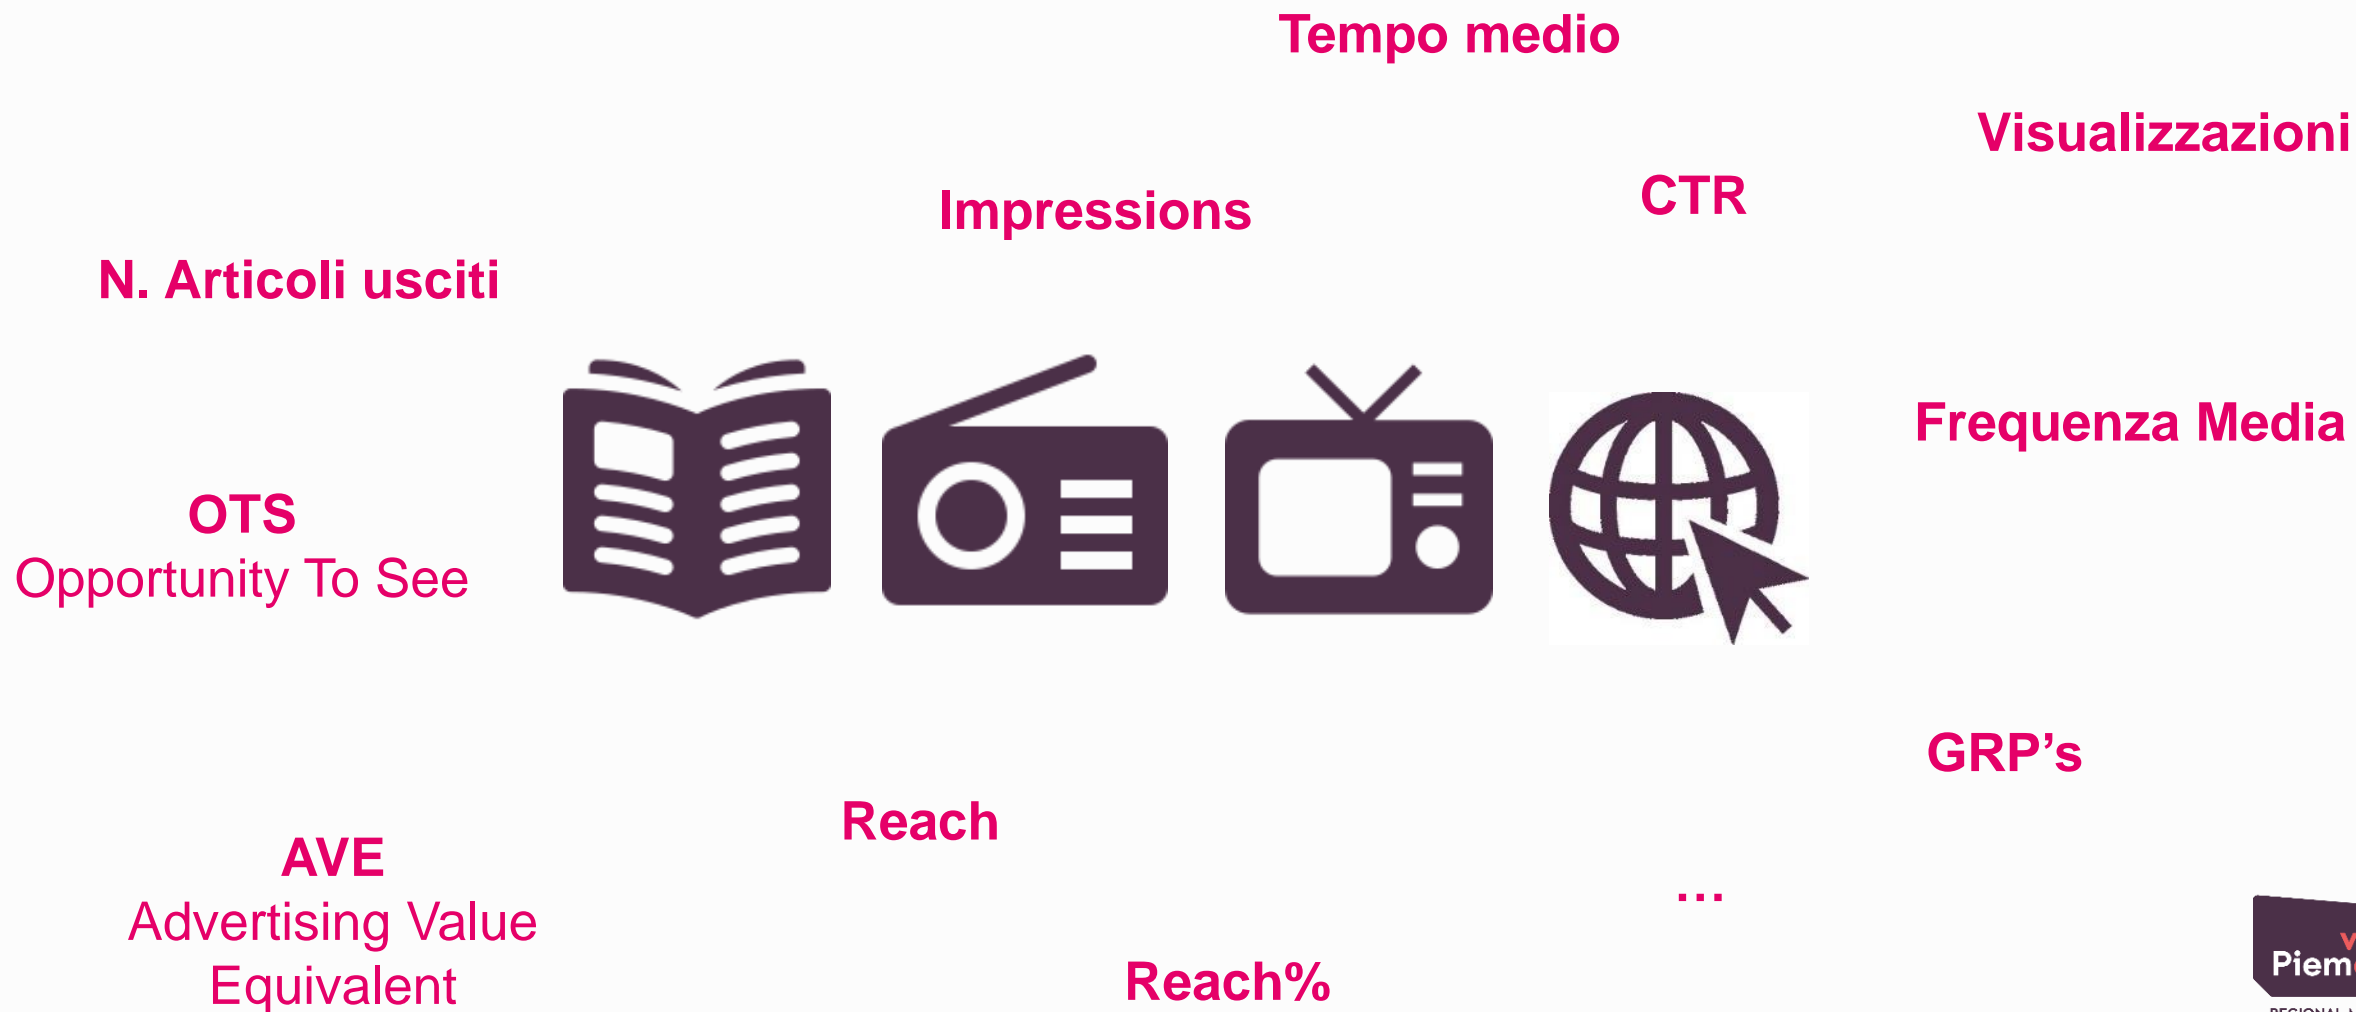 Tempo medio
Visualizzazioni
CTR
Impressions
N. Articoli usciti
Frequenza Media
OTS
Opportunity To See
GRP’s
Reach
AVE
Advertising Value
Equivalent
…
Reach%